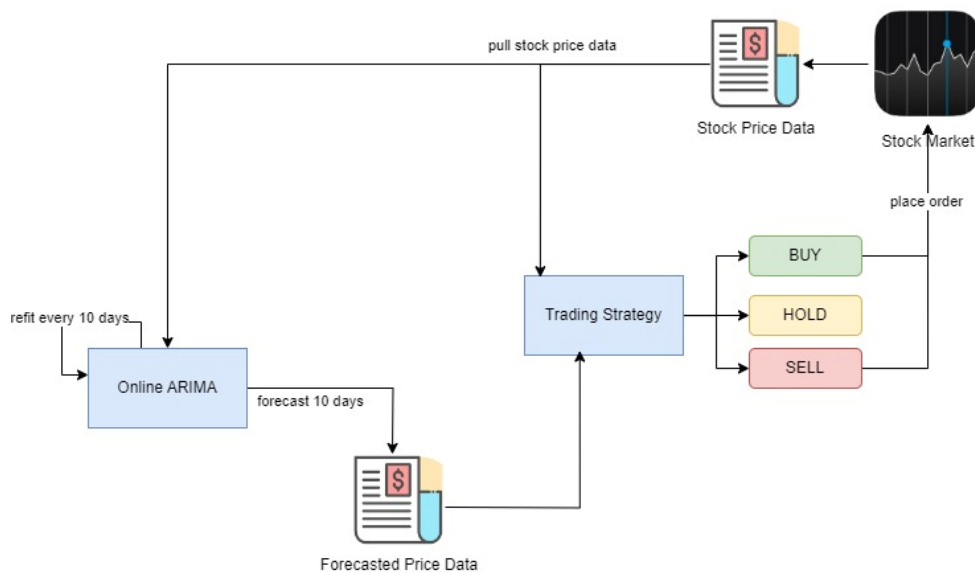 pull stock price data
$
Stock Price Data
Stock Market
place order
BUY
Trading Strategy
HOLD
refit every 10 days
SELL
Online ARIMA
forecast 10 days
$
Forecasted Price Data